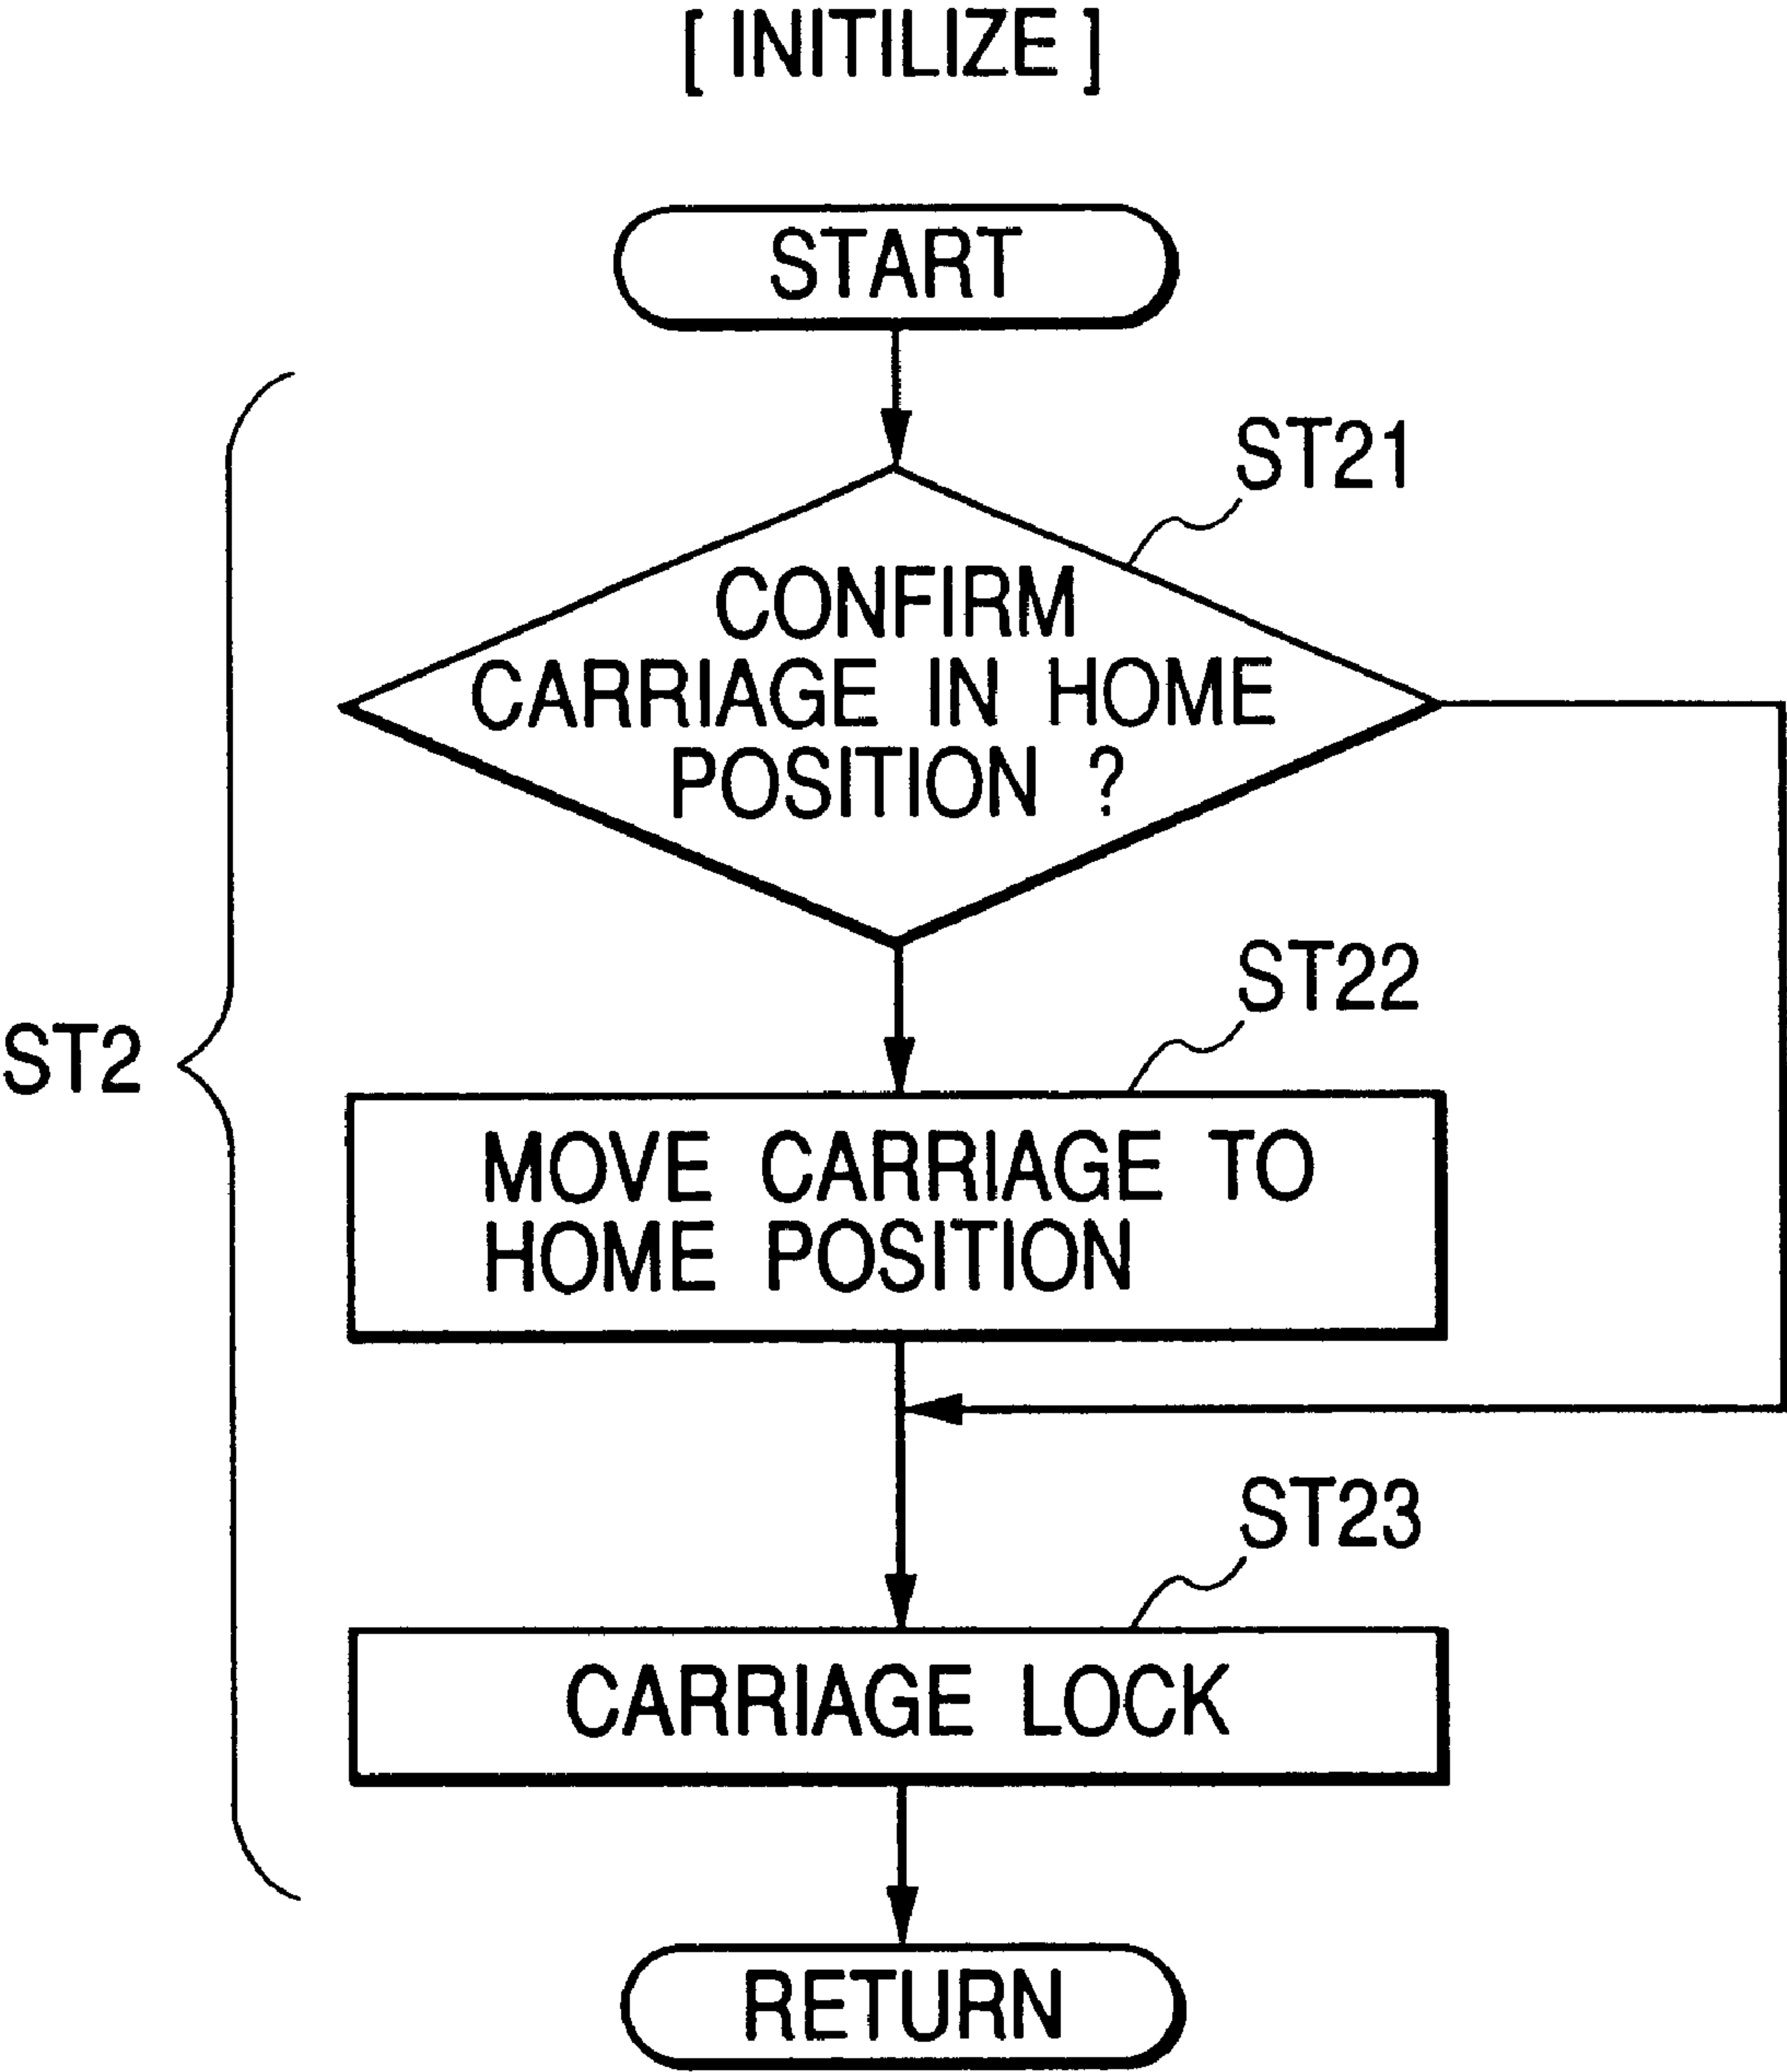 [ INITILIZE ]
START
ST21
CONFIRM
CARRIAGE IN HOME
POSITION ?
ST22
ST2
MOVE CARRIAGE TO
HOME POSITION
ST23
CARRIAGE LOCK
RETURN